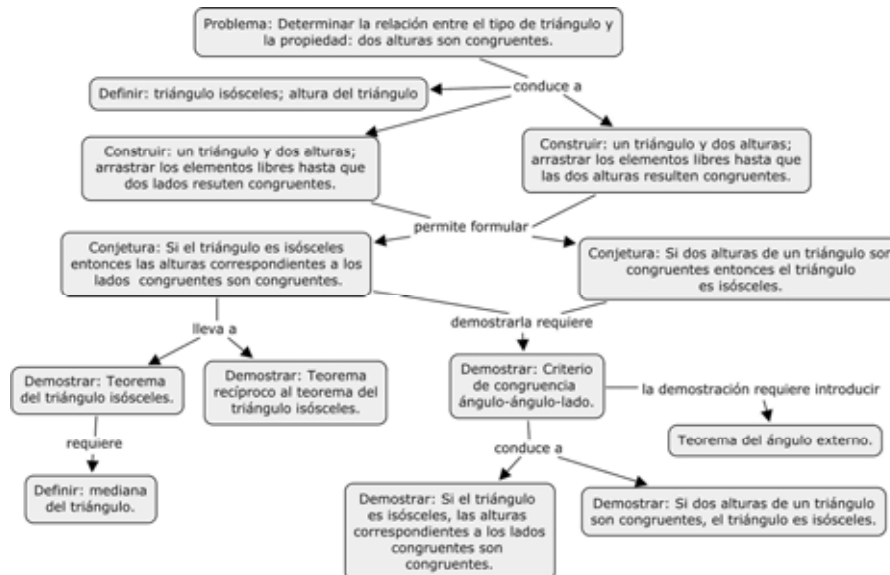 Problema: Determinar la relación entre el tipo de triángulo y
la propiedad: dos alturas son congruentes.
Definir: triángulo isósceles; altura del triángulo
conduce a
Construir: un triángulo y dos alturas;
arrastrar los elementos libres hasta que
dos lados resuten congruentes.
Construir: un triángulo y dos alturas;
arrastrar los elementos libres hasta que
las dos alturas resulten congruentes.
permite formular
Conjetura: Si el triángulo es isósceles
entonces las alturas correspondientes a los
lados congruentes son congruentes.
Conjetura: Si dos alturas de un triángulo son
congruentes entonces el triángulo
es isósceles.
lleva a
demostrarla requiere
Demostrar: Teorema
del triángulo isósceles.
Demostrar: Teorema
recíproco al teorema del
triángulo isósceles.
Demostrar: Criterio
de congruencia
ángulo-ángulo-lado.
la demostración requiere introducir
Teorema del ángulo externo.
requiere
conduce a
Definir: mediana
del triángulo.
Demostrar: Si el triángulo
es isósceles, las alturas
correspondientes a los lados
congruentes son
congruentes.
Demostrar: Si dos alturas de un triángulo
son congruentes, el triángulo es isósceles.